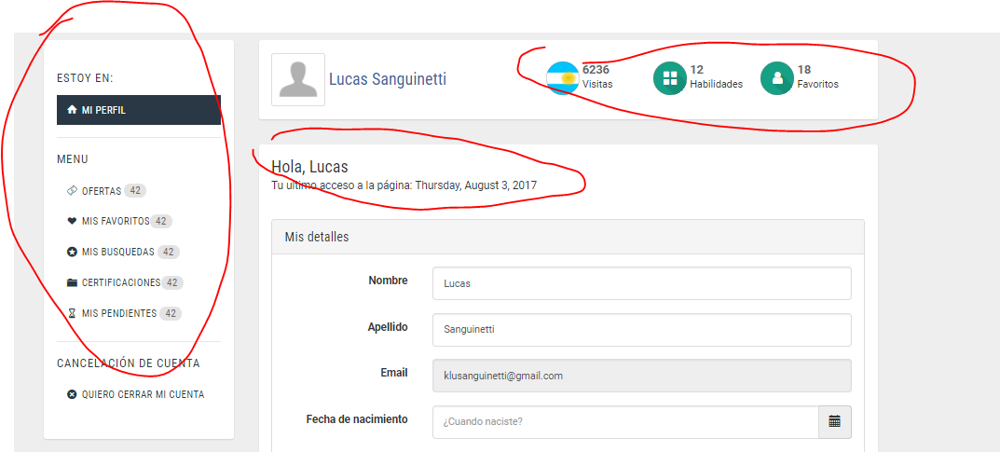 ESTOY EN:
MI PERFIL
MENU
OFERTAS 42
MIS FAVORITOS 42
MIS BUSQUEDAS 42
CERTIFICACIONES 42
MIS PENDIENTES 42
CANCELACIÓN DE CUENTA
QUIERO CERRAR MI CUENTA
Lucas Sanguinetti
6236
Visitas
12
Habilidades
18
Favoritos
Hola, Lucas
Tu ultimo acceso a la página: Thursday, August 3, 2017
Mis detalles
Nombre Lucas
Apellido Sanguinetti
Email klusanguinetti@gmail.com
Fecha de nacimiento ¿Cuando naciste?